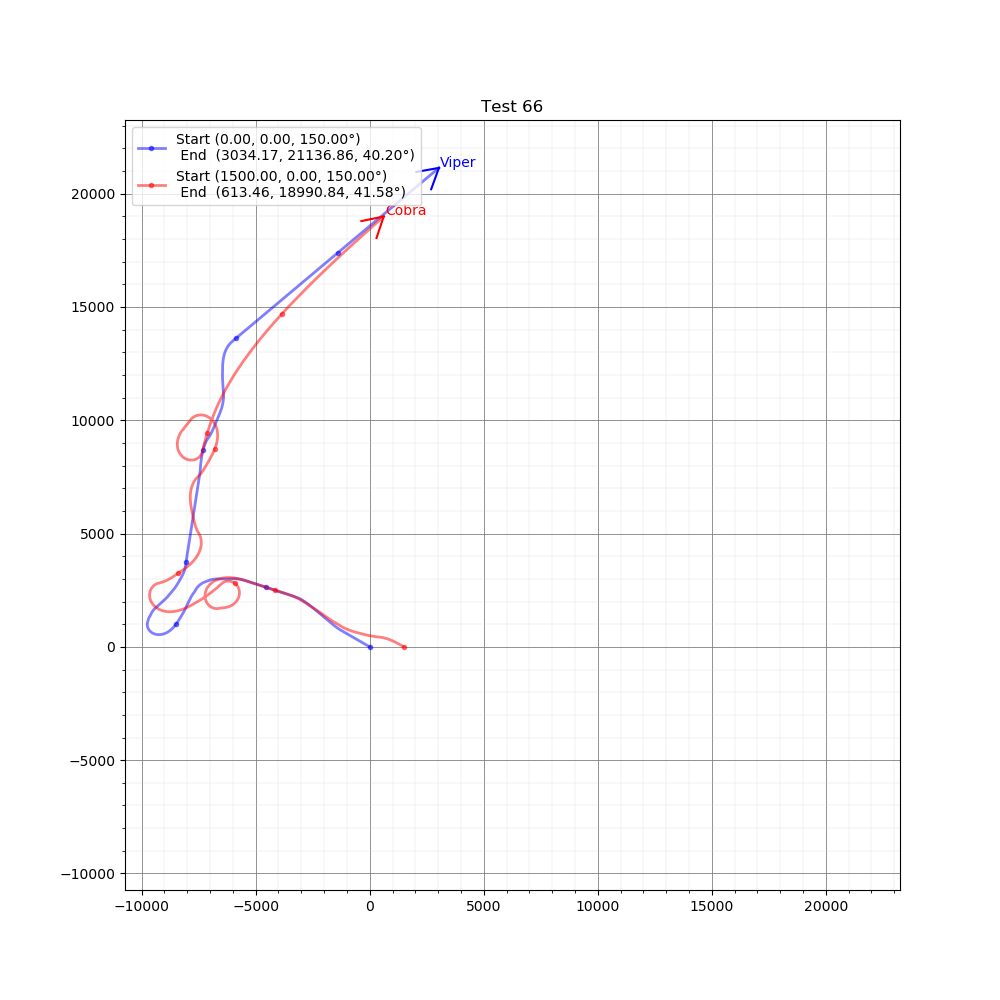 Test 66
Start (0.00, 0.00, 150.00°)
End  (3034.17, 21136.86, 40.20°)
Start (1500.00, 0.00, 150.00°)
End  (613.46, 18990.84, 41.58°)
Viper
Cobra
20000
15000
10000
5000
0
−5000
−10000
−10000 −5000 0 5000 10000 15000 20000